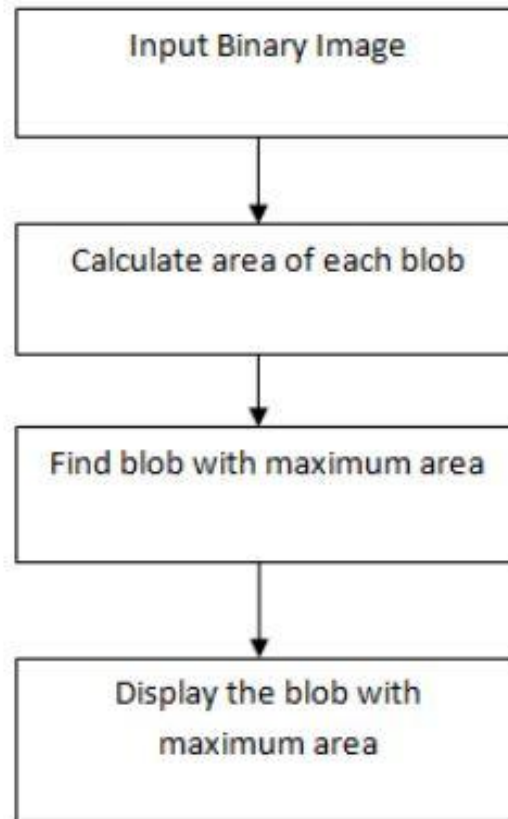 Input Binary Image
Calculate area of each blob
Find blob with maximum area
Display the blob with
maximum area